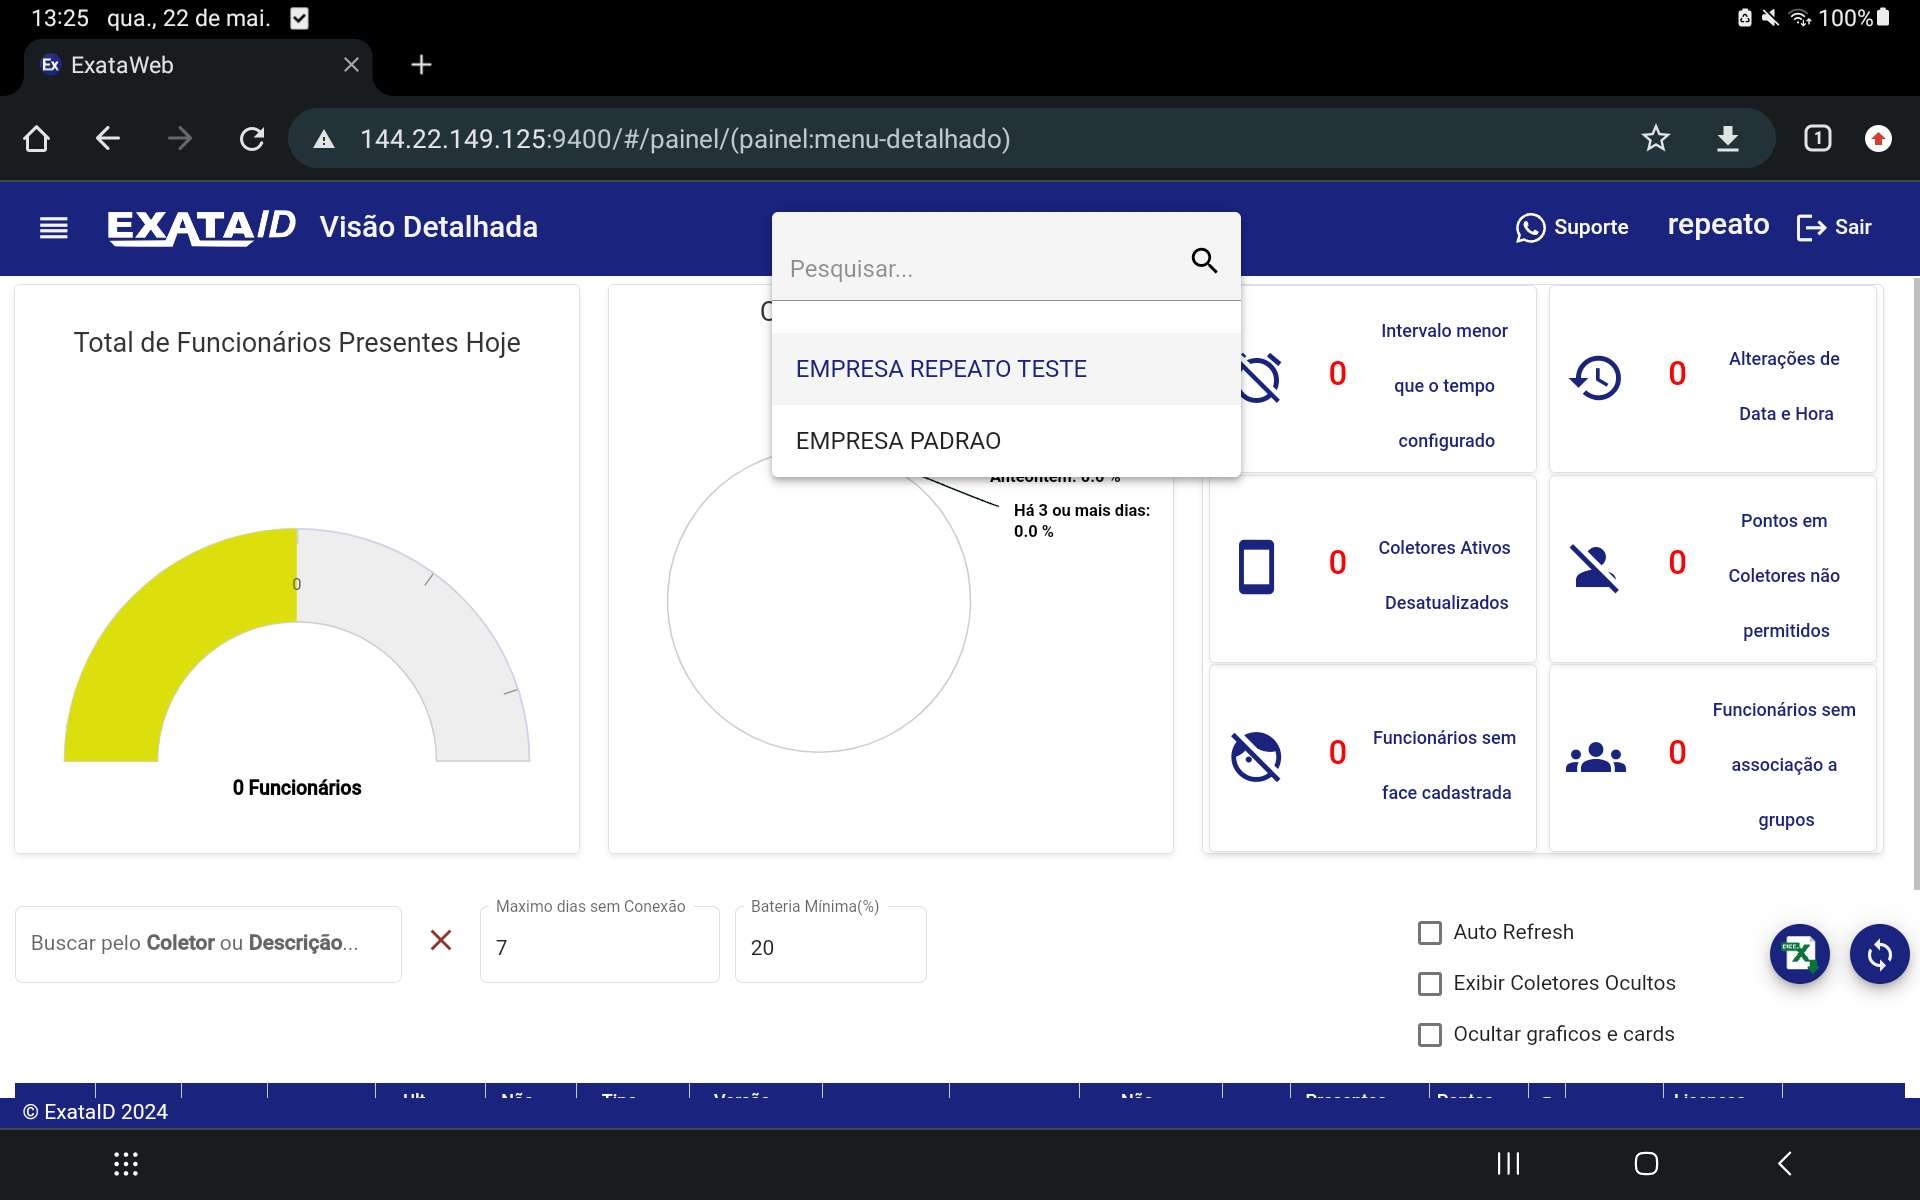 13:25 qua., 22 de mai.
100%
Ex ExataWeb
144.22.149.125:9400/#/painel/(painel:menu-detalhado)
1
EXATA ID Visão Detalhada
Suporte
repeato
Sair
Pesquisar...
EMPRESA REPEATO TESTE
EMPRESA PADRAO
Total de Funcionários Presentes Hoje
0
0 Funcionários
Anteontem: 0.0 %
Há 3 ou mais dias:
0.0 %
0
Intervalo menor
que o tempo
configurado
0
Alterações de
Data e Hora
0
Coletores Ativos
Desatualizados
0
Pontos em
Coletores não
permitidos
0
Funcionários sem
face cadastrada
0
Funcionários sem
associação a
grupos
Buscar pelo Coletor ou Descrição...
Maximo dias sem Conexão
7
Bateria Mínima(%)
20
Auto Refresh
Exibir Coletores Ocultos
Ocultar graficos e cards
© ExataID 2024